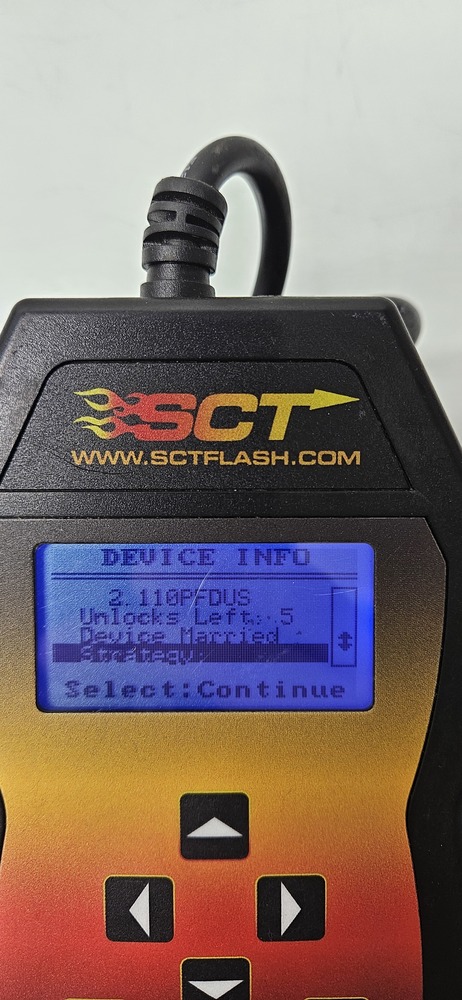 SCT
WWW.SCTFLASH.COM
DEVICE INFO
2.110PFDUS
Unlocks Left: 5
Device Married
Strategy:
Select:Continue